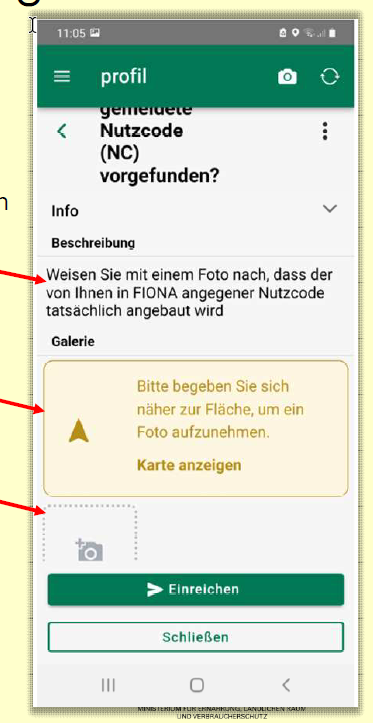 g
11:05
profil
gemeldete
Nutzcode
(NC)
vorgefunden?
n
Info
Beschreibung
Weisen Sie mit einem Foto nach, dass der
von Ihnen in FIONA angegener Nutzcode
tatsächlich angebaut wird
Galerie
Bitte begeben Sie sich
näher zur Fläche, um ein
Foto aufzunehmen.
Karte anzeigen
Einreichen
Schließen
MINISTERIUM FÜR ERNÄHRUNG, LÄNDLICHEN RAUM
UND VERBRAUCHERSCHUTZ